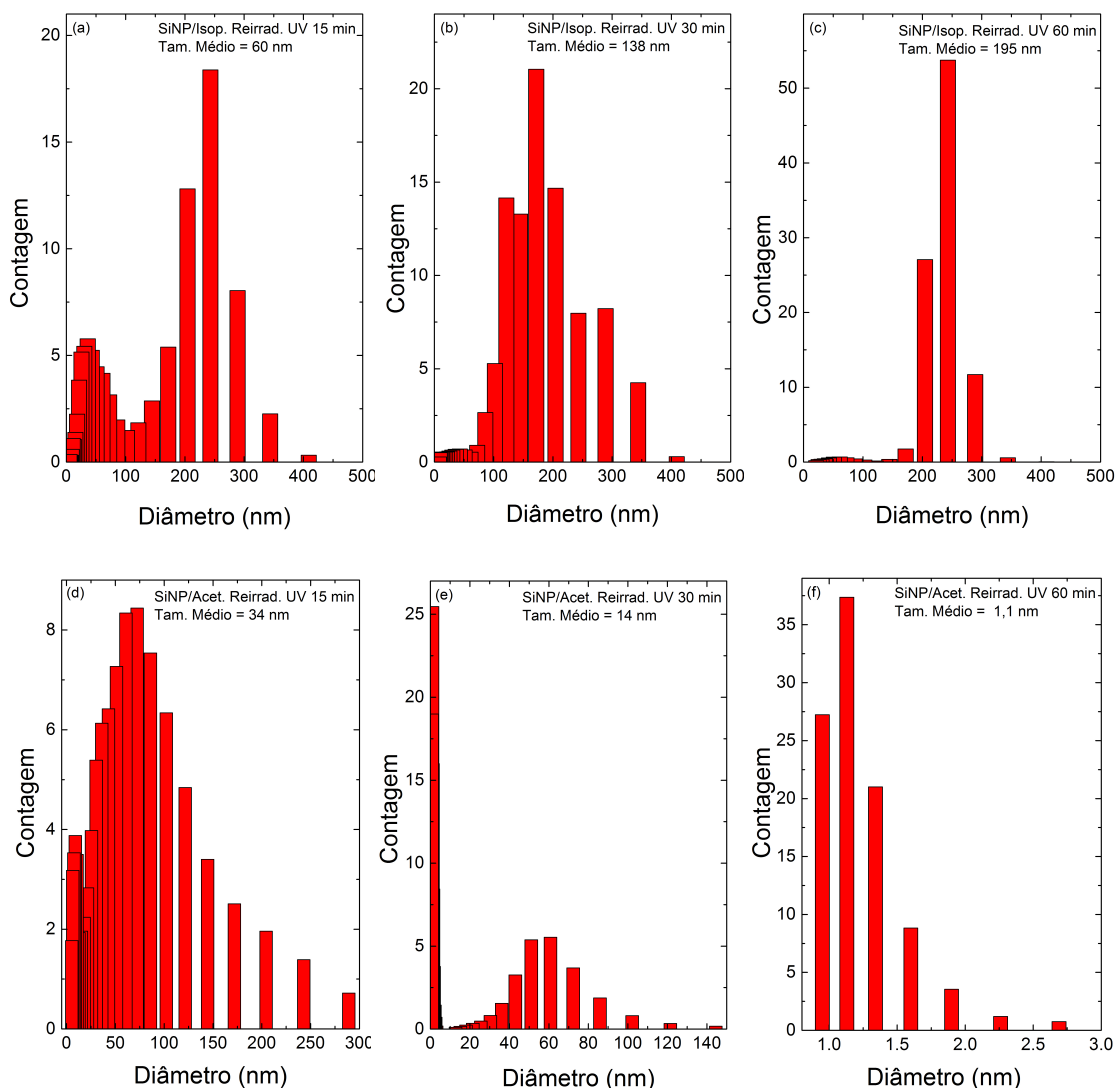 (a)
SiNP/Isop. Reirrad. UV 15 min
Tam. Médio = 60 nm
20
15
10
5
0
Contagem
0 100 200 300 400 500
Diâmetro (nm)
(b)
SiNP/Isop. Reirrad. UV 30 min
Tam. Médio = 138 nm
20
15
10
5
0
Contagem
0 100 200 300 400 500
Diâmetro (nm)
(c)
SiNP/Isop. Reirrad. UV 60 min
Tam. Médio = 195 nm
50
40
30
20
10
0
Contagem
0 100 200 300 400 500
Diâmetro (nm)
(d)
SiNP/Acet. Reirrad. UV 15 min
Tam. Médio = 34 nm
8
6
4
2
0
Contagem
0 50 100 150 200 250 300
Diâmetro (nm)
(e)
SiNP/Acet. Reirrad. UV 30 min
Tam. Médio = 14 nm
25
20
15
10
5
0
Contagem
0 20 40 60 80 100 120 140
Diâmetro (nm)
(f)
SiNP/Acet. Reirrad. UV 60 min
Tam. Médio = 1,1 nm
35
30
25
20
15
10
5
0
Contagem
1.0 1.5 2.0 2.5 3.0
Diâmetro (nm)